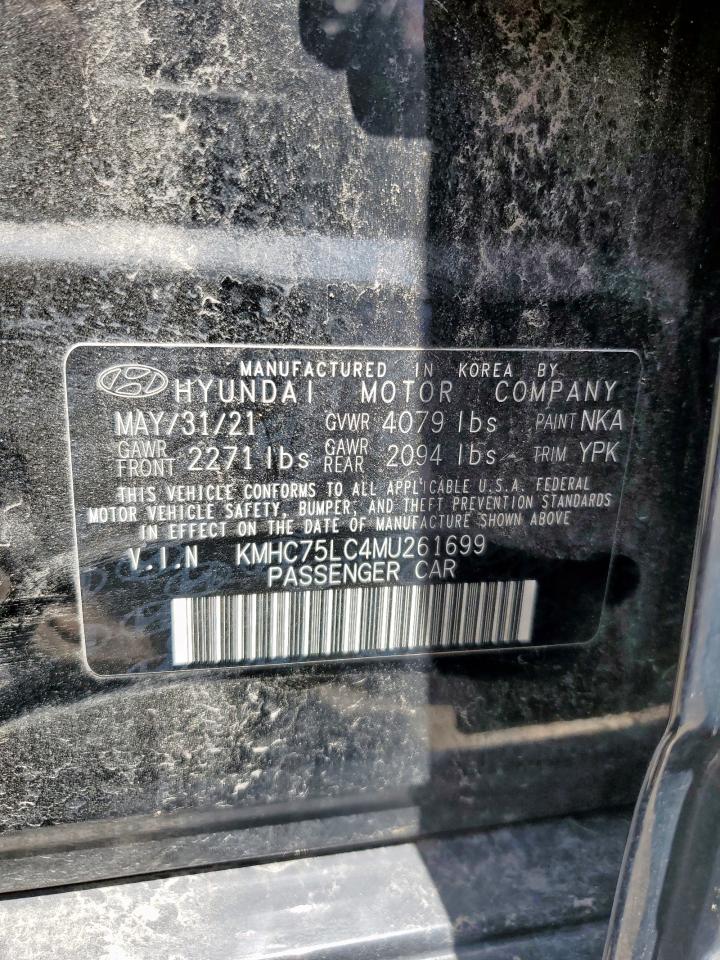 MANUFACTURED IN KOREA BY
HYUNDAI MOTOR COMPANY
MAY/31/21 GVWR 4079 lbs PAINT NKA
GAWR FRONT 2271 lbs GAWR REAR 2094 lbs TRIM YPK
THIS VEHICLE CONFORMS TO ALL APPLICABLE U.S.A. FEDERAL
MOTOR VEHICLE SAFETY, BUMPER, AND THEFT PREVENTION STANDARDS
IN EFFECT ON THE DATE OF MANUFACTURE SHOWN ABOVE
V.I.N KMHC75LC4MU261699
PASSENGER CAR